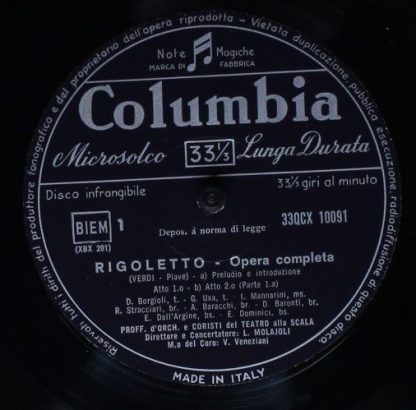 Riservati tutti i diritti del produttore fonografico e del proprietario dell'opera riprodotta - Vietata duplicazione, pubblica esecuzione, radiodiffusione di questo disco.
Note Magiche
MARCA DI FABBRICA
Columbia
Microsolco 33⅓ Lunga Durata
Disco infrangibile 33⅓ giri al minuto
BIEM 1 Depos. á norma di legge 33QCX 10091
(XBX 201)
RIGOLETTO - Opera completa
(VERDI - Piave) - a) Preludio e introduzione
Atto 1.o - b) Atto 2.o (Parte 1.a)
D. Borgioli, t. - G. Uxa, t. - I. Mannarini, ms.
R. Stracciari, br. - A. Baracchi, br. - D. Baronti, br.
E. Dall'Argine, bs. - E. Dominici, bs.
PROFF. d'ORCH. e CORISTI del TEATRO alla SCALA
Direttore e Concertatore: L. MOLAJOLI
M.o del Coro: V. Veneziani
MADE IN ITALY